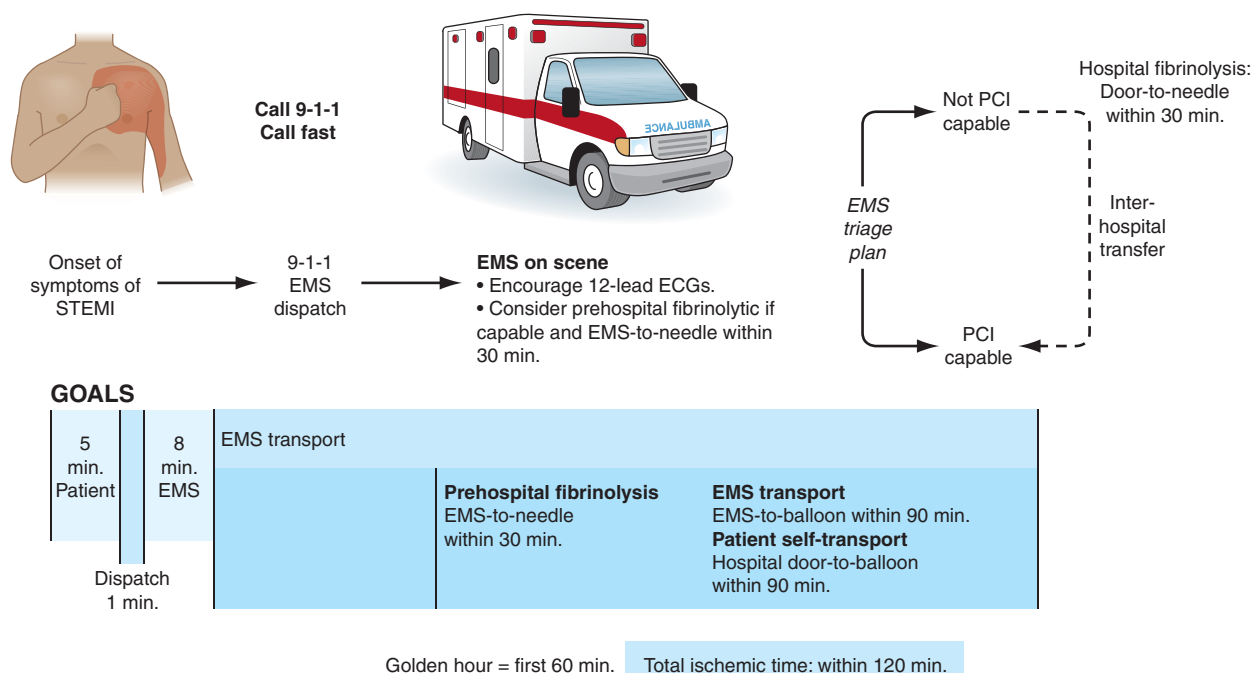 Call 9-1-1
Call fast
AMBULANCE
Onset of
symptoms of
STEMI
9-1-1
EMS
dispatch
EMS on scene
• Encourage 12-lead ECGs.
• Consider prehospital fibrinolytic if
capable and EMS-to-needle within
30 min.
EMS
triage
plan
Not PCI
capable
Hospital fibrinolysis:
Door-to-needle
within 30 min.
Inter-
hospital
transfer
PCI
capable
GOALS
5
min.
Patient
Dispatch
1 min.
8
min.
EMS
EMS transport
Prehospital fibrinolysis
EMS-to-needle
within 30 min.
EMS transport
EMS-to-balloon within 90 min.
Patient self-transport
Hospital door-to-balloon
within 90 min.
Golden hour = first 60 min.
Total ischemic time: within 120 min.